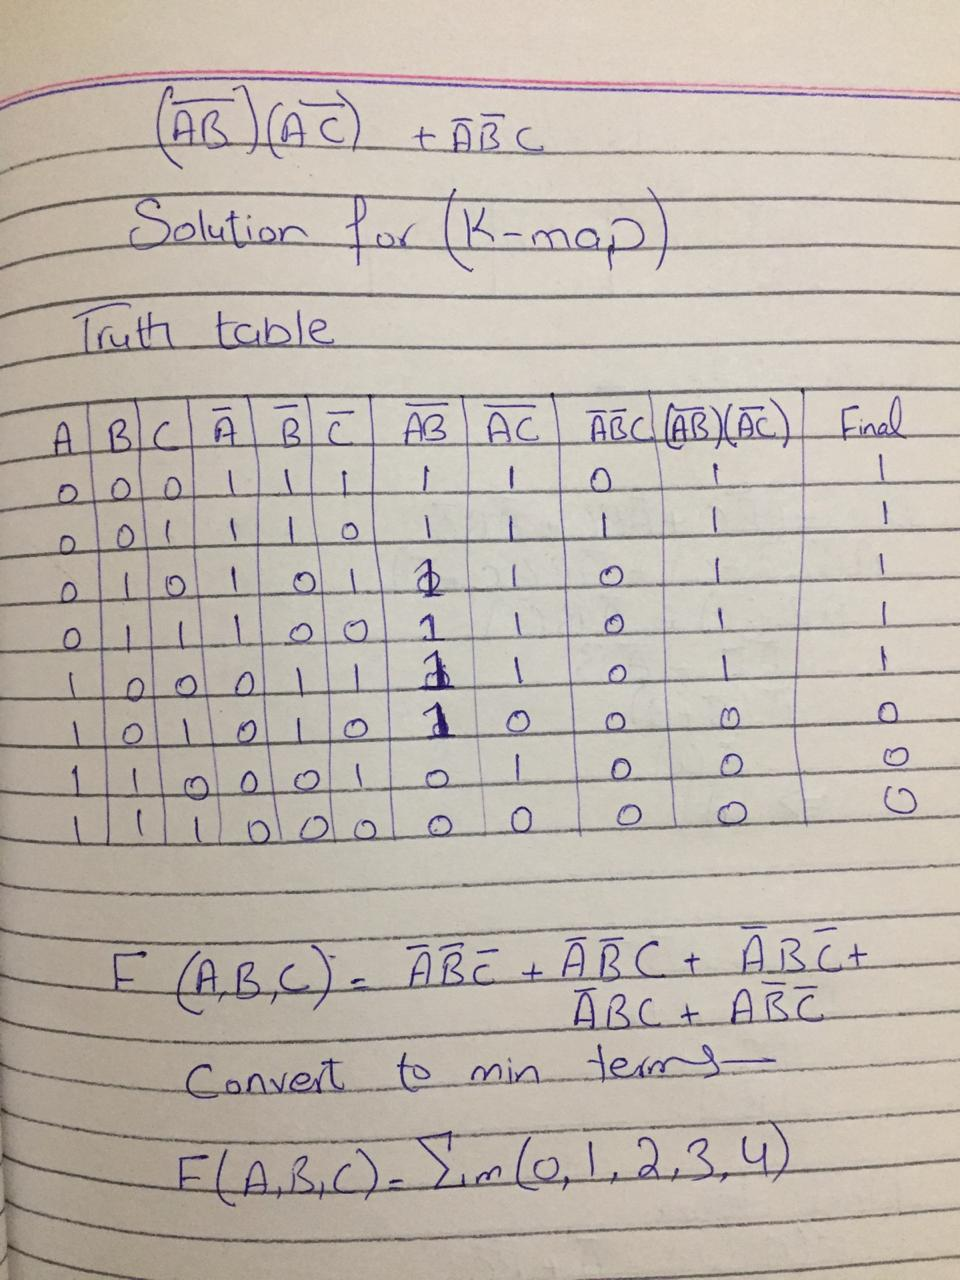 (A̅B̅)(A̅C̅) + A̅B̅C
Solution for (K-map)
Truth table
A B C A̅ B̅ C̅ A̅B̅ A̅C̅ A̅B̅C (A̅B̅)(A̅C̅) Final
0 0 0 1 1 1 1 1 0 1 1
0 0 1 1 1 0 1 1 1 1 1
0 1 0 1 0 1 1 1 0 1 1
0 1 1 1 0 0 1 1 0 1 1
1 0 0 0 1 1 1 1 0 1 1
1 0 1 0 1 0 1 0 0 0 0
1 1 0 0 0 1 0 1 0 0 0
1 1 1 0 0 0 0 0 0 0 0
F (A,B,C) = A̅B̅C̅ + A̅B̅C + A̅BC̅ +
A̅BC + AB̅C̅
Convert to min terms—
F(A,B,C) = Σm(0,1,2,3,4)